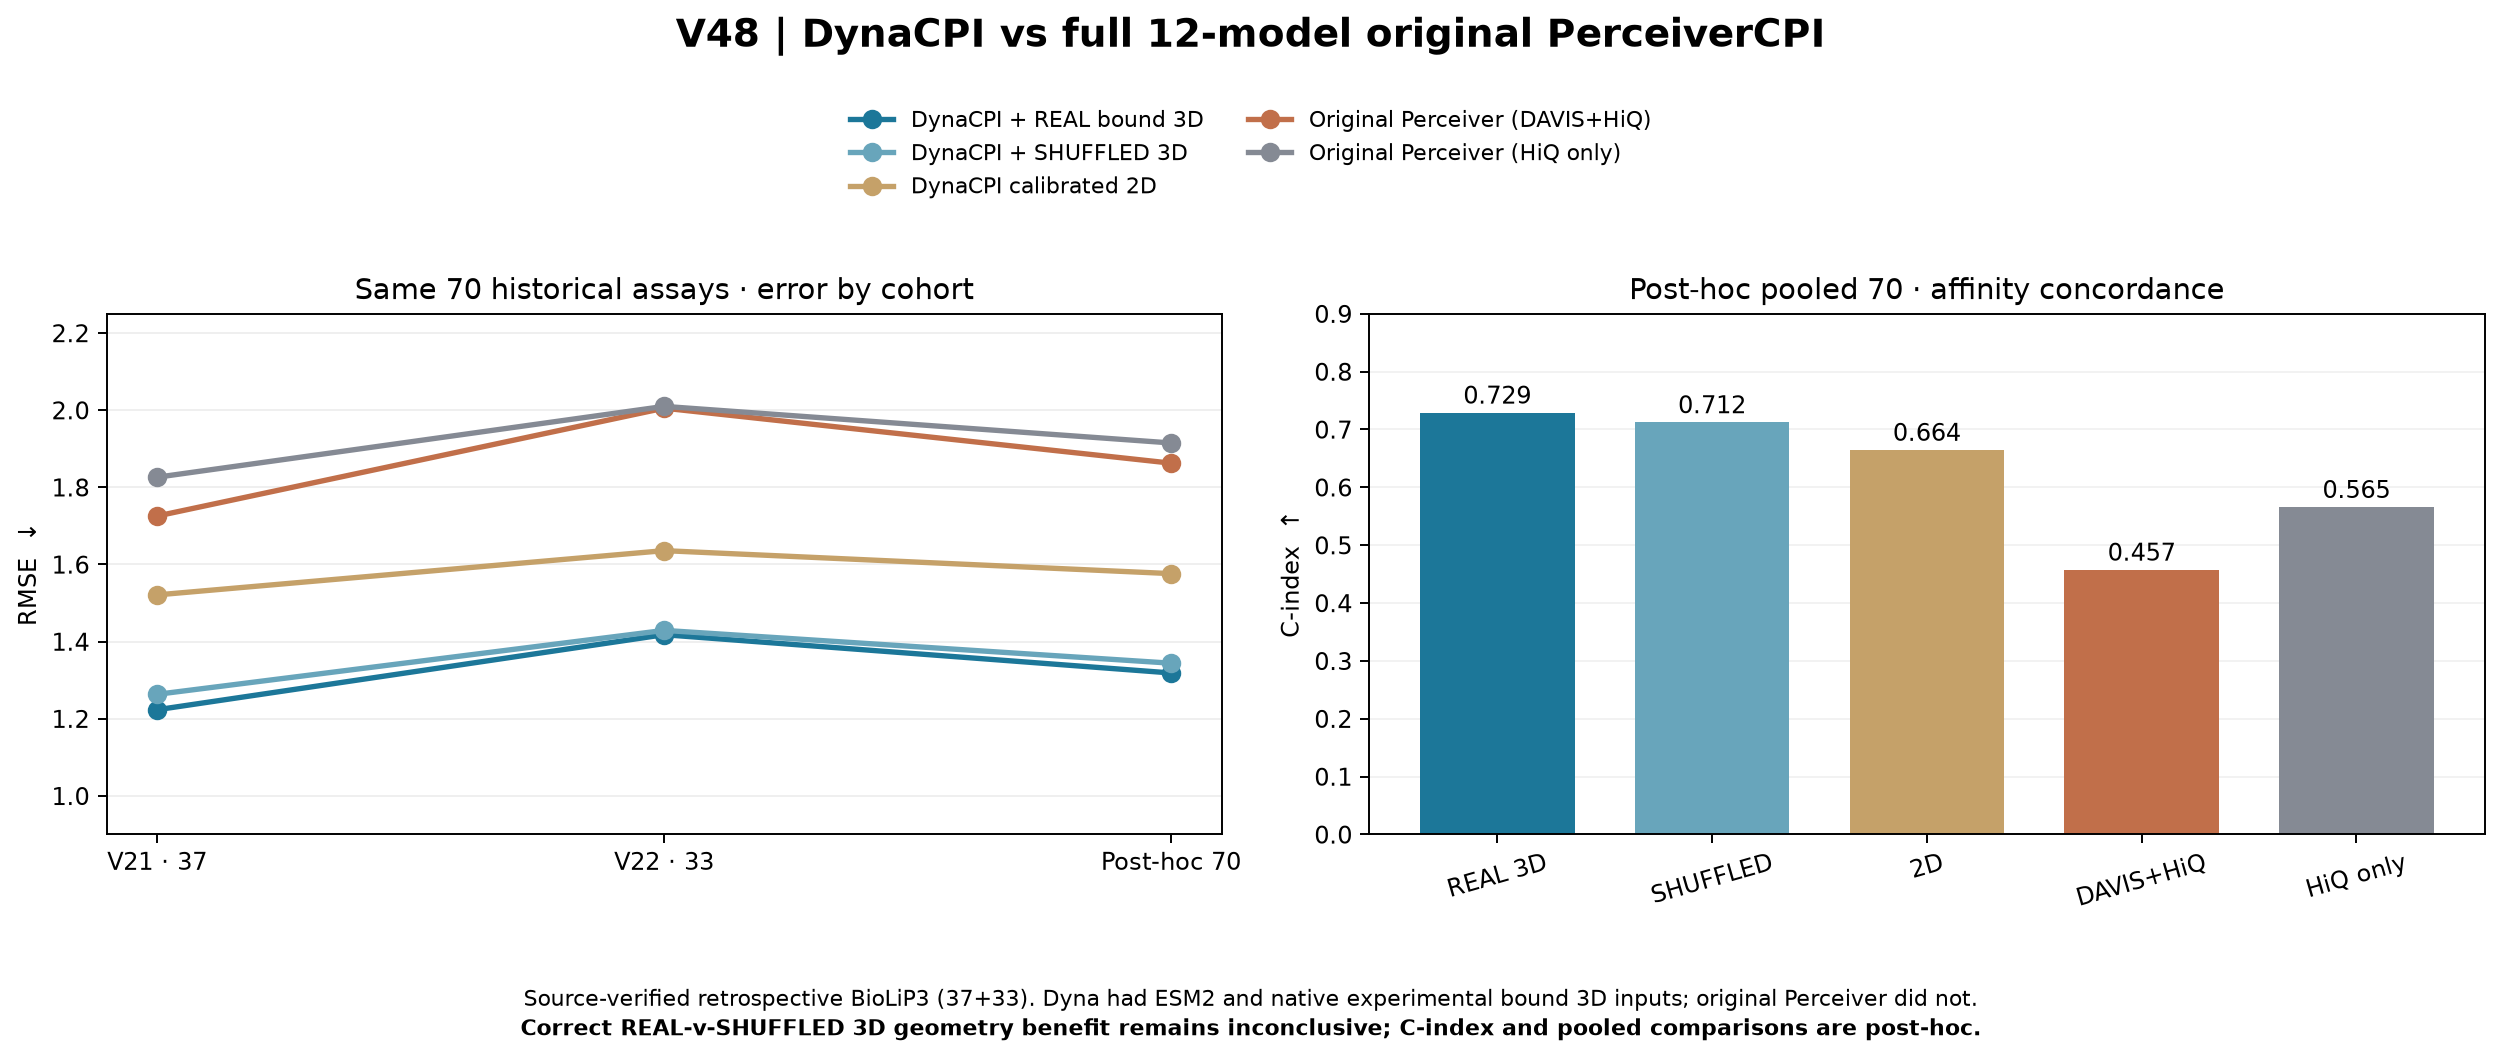 V48 | DynaCPI vs full 12-model original PerceiverCPI
DynaCPI + REAL bound 3D
DynaCPI + SHUFFLED 3D
DynaCPI calibrated 2D
Original Perceiver (DAVIS+HiQ)
Original Perceiver (HiQ only)
Same 70 historical assays · error by cohort
RMSE ↓
2.2
2.0
1.8
1.6
1.4
1.2
1.0
V21 · 37
V22 · 33
Post-hoc 70
Post-hoc pooled 70 · affinity concordance
C-index ↑
0.9
0.8
0.7
0.6
0.5
0.4
0.3
0.2
0.1
0.0
0.729
0.712
0.664
0.457
0.565
REAL 3D
SHUFFLED
2D
DAVIS+HiQ
HiQ only
Source-verified retrospective BioLiP3 (37+33). Dyna had ESM2 and native experimental bound 3D inputs; original Perceiver did not.
Correct REAL-v-SHUFFLED 3D geometry benefit remains inconclusive; C-index and pooled comparisons are post-hoc.